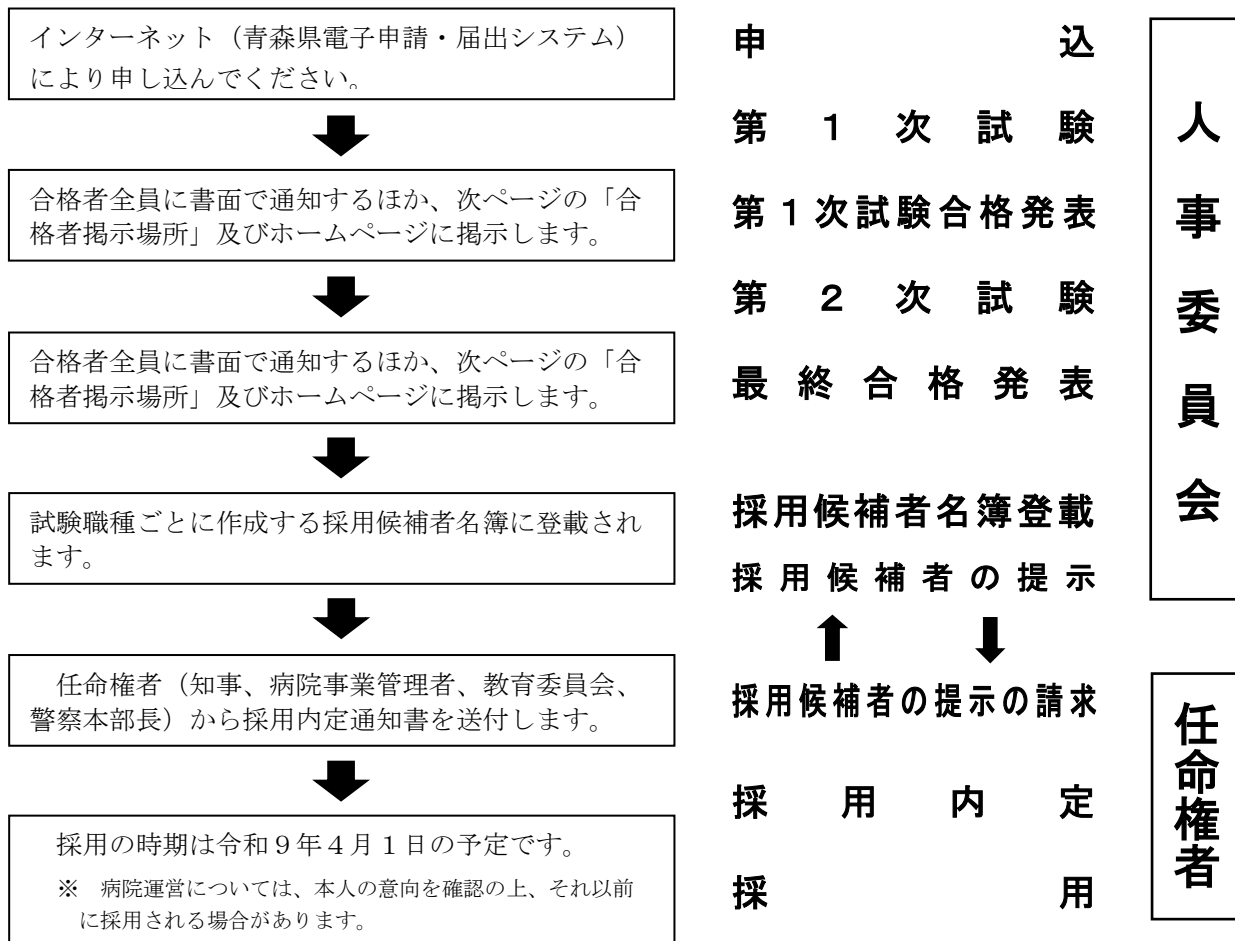 インターネット（青森県電子申請・届出システム）
により申し込んでください。
合格者全員に書面で通知するほか、次ページの「合
格者掲示場所」及びホームページに掲示します。
合格者全員に書面で通知するほか、次ページの「合
格者掲示場所」及びホームページに掲示します。
試験職種ごとに作成する採用候補者名簿に登載され
ます。
任命権者（知事、病院事業管理者、教育委員会、
警察本部長）から採用内定通知書を送付します。
採用の時期は令和９年４月１日の予定です。
※　病院運営については、本人の意向を確認の上、それ以前
に採用される場合があります。
申込
第１次試験
第１次試験合格発表
第２次試験
最終合格発表
採用候補者名簿登載
採用候補者の提示
採用候補者の提示の請求
採用内定
採用
人事委員会
任命権者